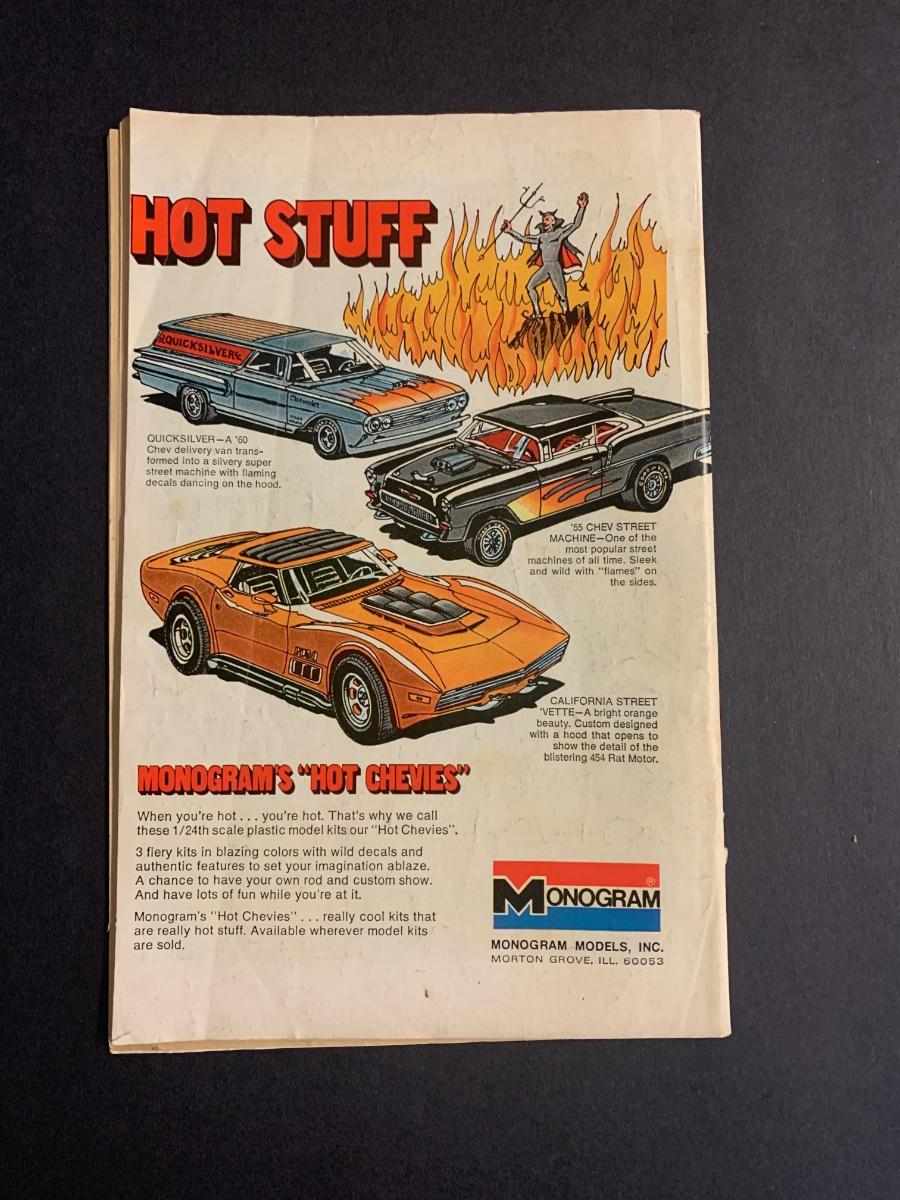 HOT STUFF
QUICKSILVER
Chevrolet
QUICKSILVER—A '60
Chev delivery van trans-
formed into a silvery super
street machine with flaming
decals dancing on the hood.
'55 CHEV STREET
MACHINE—One of the
most popular street
machines of all time. Sleek
and wild with "flames" on
the sides.
CALIFORNIA STREET
'VETTE—A bright orange
beauty. Custom designed
with a hood that opens to
show the detail of the
blistering 454 Rat Motor.
MONOGRAM'S "HOT CHEVIES"
When you're hot . . . you're hot. That's why we call
these 1/24th scale plastic model kits our "Hot Chevies".
3 fiery kits in blazing colors with wild decals and
authentic features to set your imagination ablaze.
A chance to have your own rod and custom show.
And have lots of fun while you're at it.
Monogram's "Hot Chevies" . . . really cool kits that
are really hot stuff. Available wherever model kits
are sold.
MONOGRAM®
MONOGRAM MODELS, INC.
MORTON GROVE, ILL. 60053